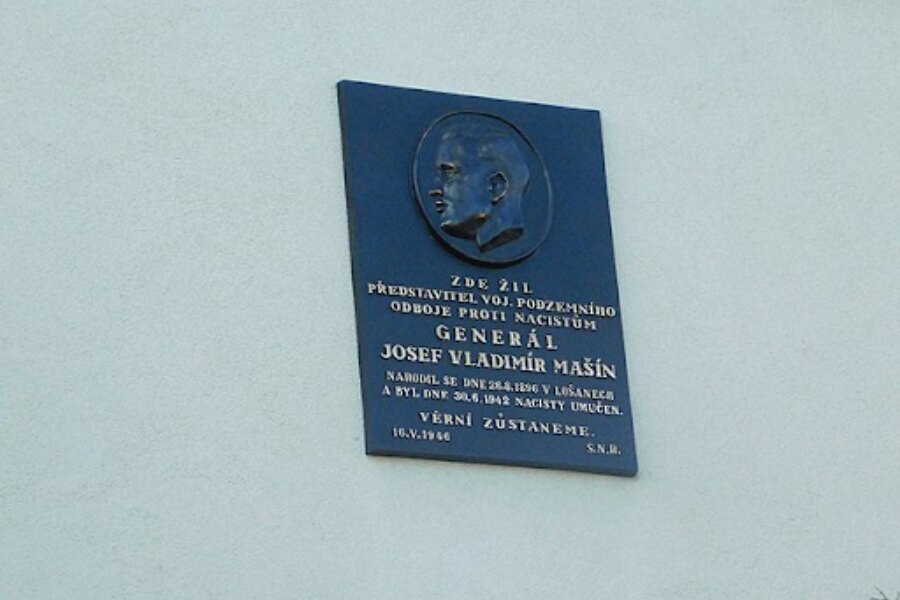 ZDE ŽIL
PŘEDSTAVITEL VOJ. PODZEMNÍHO
ODBOJE PROTI NACISTŮM
GENERÁL
JOSEF VLADIMÍR MAŠÍN
NARODIL SE DNE 26.8.1896 V LOŠANECH
A BYL DNE 30.6.1942 NACISTY UMUČEN.
VĚRNI ZŮSTANEME.
16.V.1946
S.N.R.